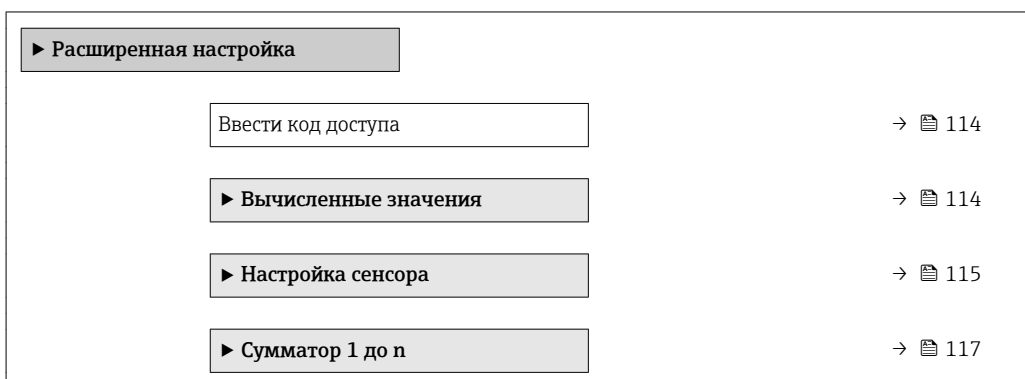 ▶ Расширенная настройка
Ввести код доступа → 114
▶ Вычисленные значения → 114
▶ Настройка сенсора → 115
▶ Сумматор 1 до n → 117